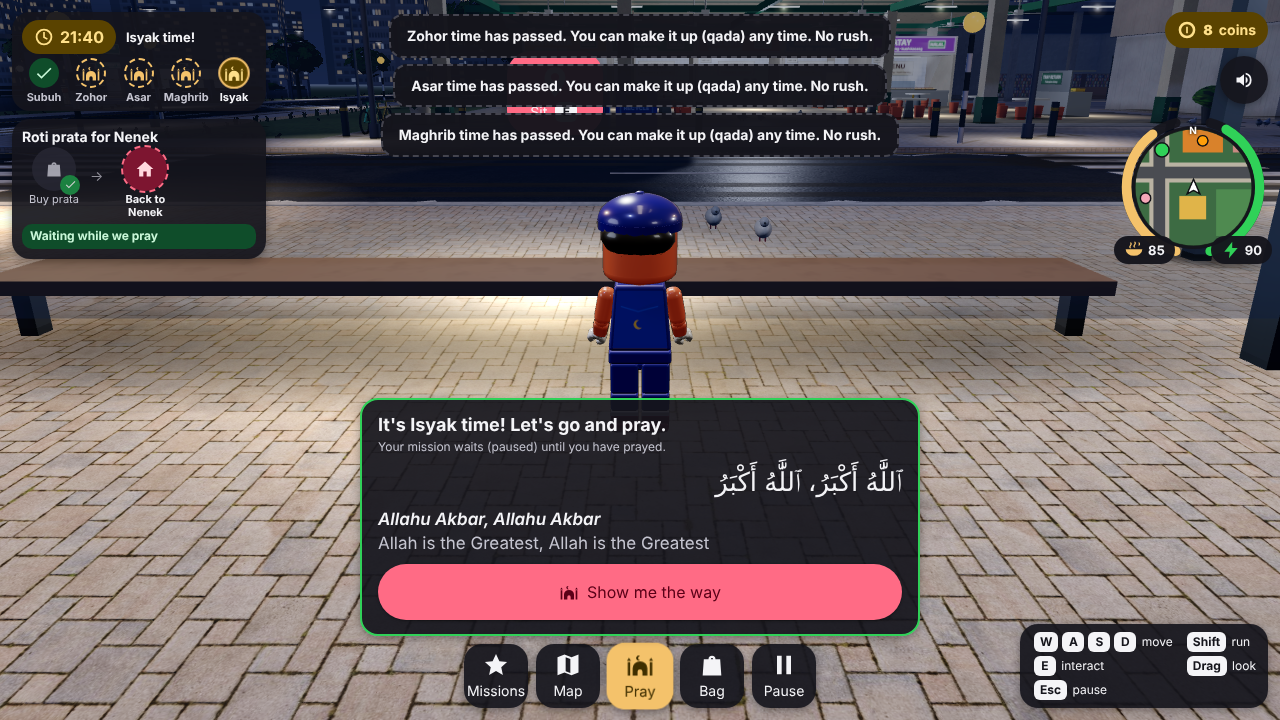 21:40 Isyak time!
Subuh Zohor Asar Maghrib Isyak
Roti prata for Nenek
Buy prata
Back to
Nenek
Waiting while we pray
Zohor time has passed. You can make it up (qada) any time. No rush.
Asar time has passed. You can make it up (qada) any time. No rush.
Maghrib time has passed. You can make it up (qada) any time. No rush.
8 coins
N
85
90
It's Isyak time! Let's go and pray.
Your mission waits (paused) until you have prayed.
ٱللَّهُ أَكْبَرُ، ٱللَّهُ أَكْبَرُ
Allahu Akbar, Allahu Akbar
Allah is the Greatest, Allah is the Greatest
Show me the way
Missions Map Pray Bag Pause
W A S D move Shift run
E interact Drag look
Esc pause